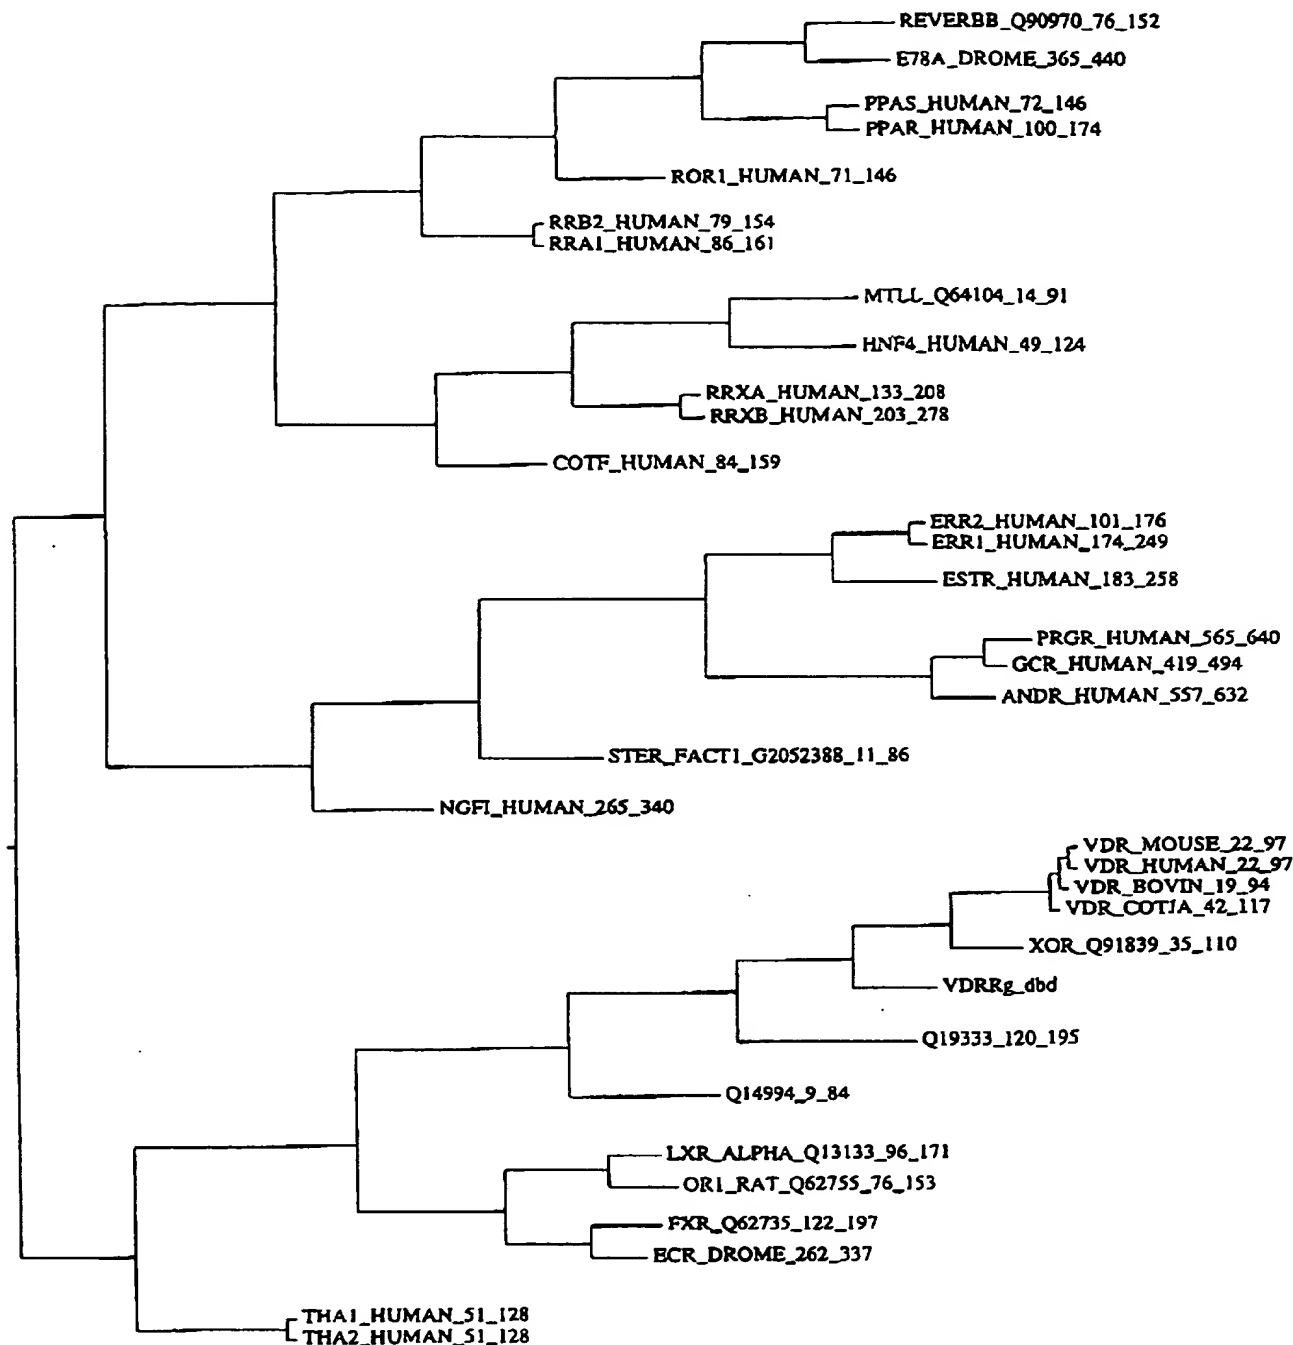 REVERBB_Q90970_76_152
E78A_DROME_365_440
PPAS_HUMAN_72_146
PPAR_HUMAN_100_174
ROR1_HUMAN_71_146
RRB2_HUMAN_79_154
RRA1_HUMAN_86_161
MTLL_Q64104_14_91
HNF4_HUMAN_49_124
RRXA_HUMAN_133_208
RRXB_HUMAN_203_278
COTF_HUMAN_84_159
ERR2_HUMAN_101_176
ERR1_HUMAN_174_249
ESTR_HUMAN_183_258
PRGR_HUMAN_565_640
GCR_HUMAN_419_494
ANDR_HUMAN_557_632
STER_FACT1_G2052388_11_86
NGFI_HUMAN_265_340
VDR_MOUSE_22_97
VDR_HUMAN_22_97
VDR_BOVIN_19_94
VDR_COTJA_42_117
XOR_Q91839_35_110
VDRRg_dbd
Q19333_120_195
Q14994_9_84
LXR_ALPHA_Q13133_96_171
OR1_RAT_Q62755_76_153
FXR_Q62735_122_197
ECR_DROME_262_337
THA1_HUMAN_51_128
THA2_HUMAN_51_128